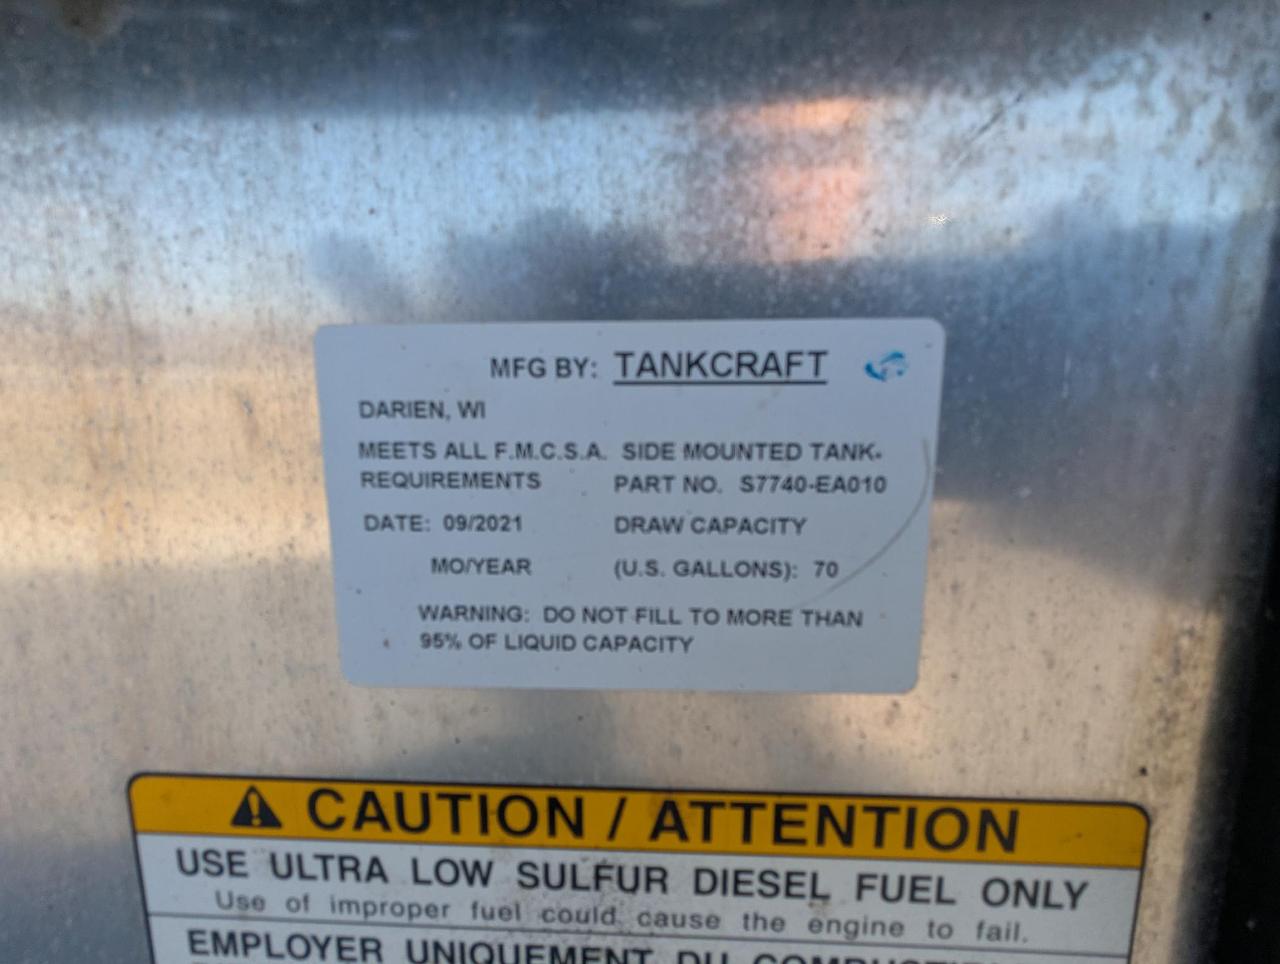 MFG BY: TANKCRAFT
DARIEN, WI
MEETS ALL F.M.C.S.A. SIDE MOUNTED TANK
REQUIREMENTS PART NO. S7740-EA010
DATE: 09/2021 DRAW CAPACITY
MO/YEAR (U.S. GALLONS): 70
WARNING: DO NOT FILL TO MORE THAN
95% OF LIQUID CAPACITY
CAUTION / ATTENTION
USE ULTRA LOW SULFUR DIESEL FUEL ONLY
Use of improper fuel could cause the engine to fail.
EMPLOYER UNIQUEMENT DU